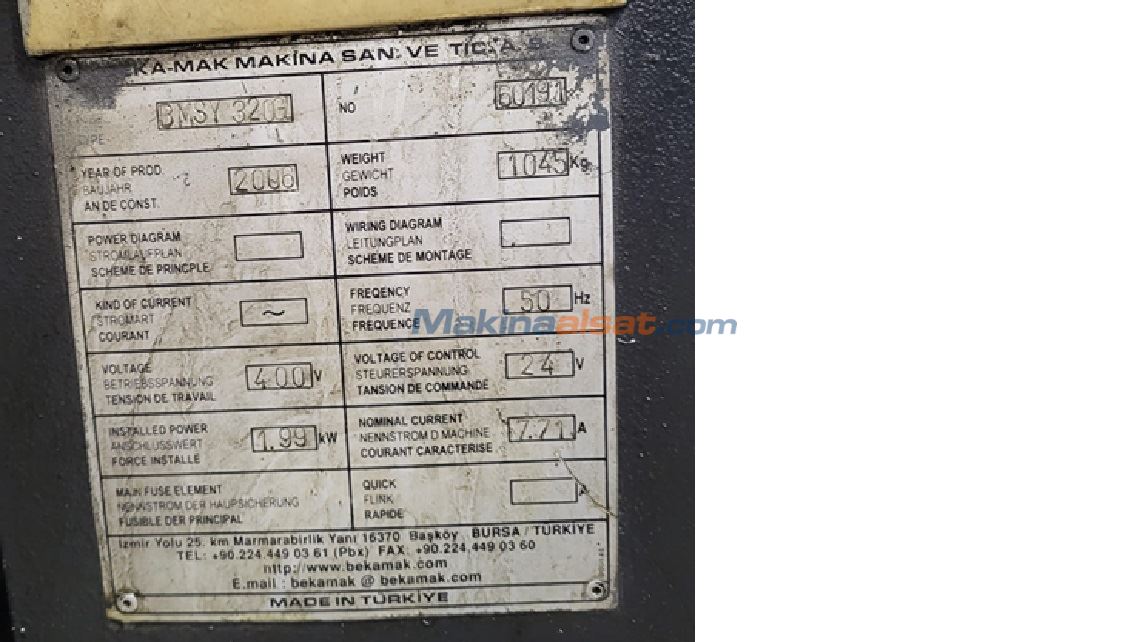 KA-MAK MAKİNA SAN. VE TİC. A.Ş.
TYPE
BMSY 320G
NO
60191
YEAR OF PROD.
BAUJAHR
AN DE CONST.
2006
WEIGHT
GEWICHT
POIDS
1045 Kg
POWER DIAGRAM
STROMLAUFPLAN
SCHEME DE PRINCPLE
WIRING DIAGRAM
LEITUNGPLAN
SCHEME DE MONTAGE
KIND OF CURRENT
STROMART
COURANT
~
FREQENCY
FREQUENZ
FREQUENCE
50 Hz
Makinaalsat.com
VOLTAGE
BETRIEBSSPANNUNG
TENSION DE TRAVAIL
400 V
VOLTAGE OF CONTROL
STEURERSPANNUNG
TANSION DE COMMANDE
24 V
INSTALLED POWER
ANSCHLUSSWERT
FORCE INSTALLE
1.99 kW
NOMINAL CURRENT
NENNSTROM D MACHINE
COURANT CARACTERISE
7.71 A
MAIN FUSE ELEMENT
NENNSTROM DER HAUPSICHERUNG
FUSIBLE DER PRINCIPAL
QUICK
FLINK
RAPIDE
A
İzmir Yolu 25. km Marmarabirlik Yanı 16370 Başköy BURSA / TÜRKİYE
TEL: +90.224.449 03 61 (Pbx) FAX: +90.224.449 03 60
http://www.bekamak.com
E.mail : bekamak @ bekamak.com
MADE IN TÜRKİYE